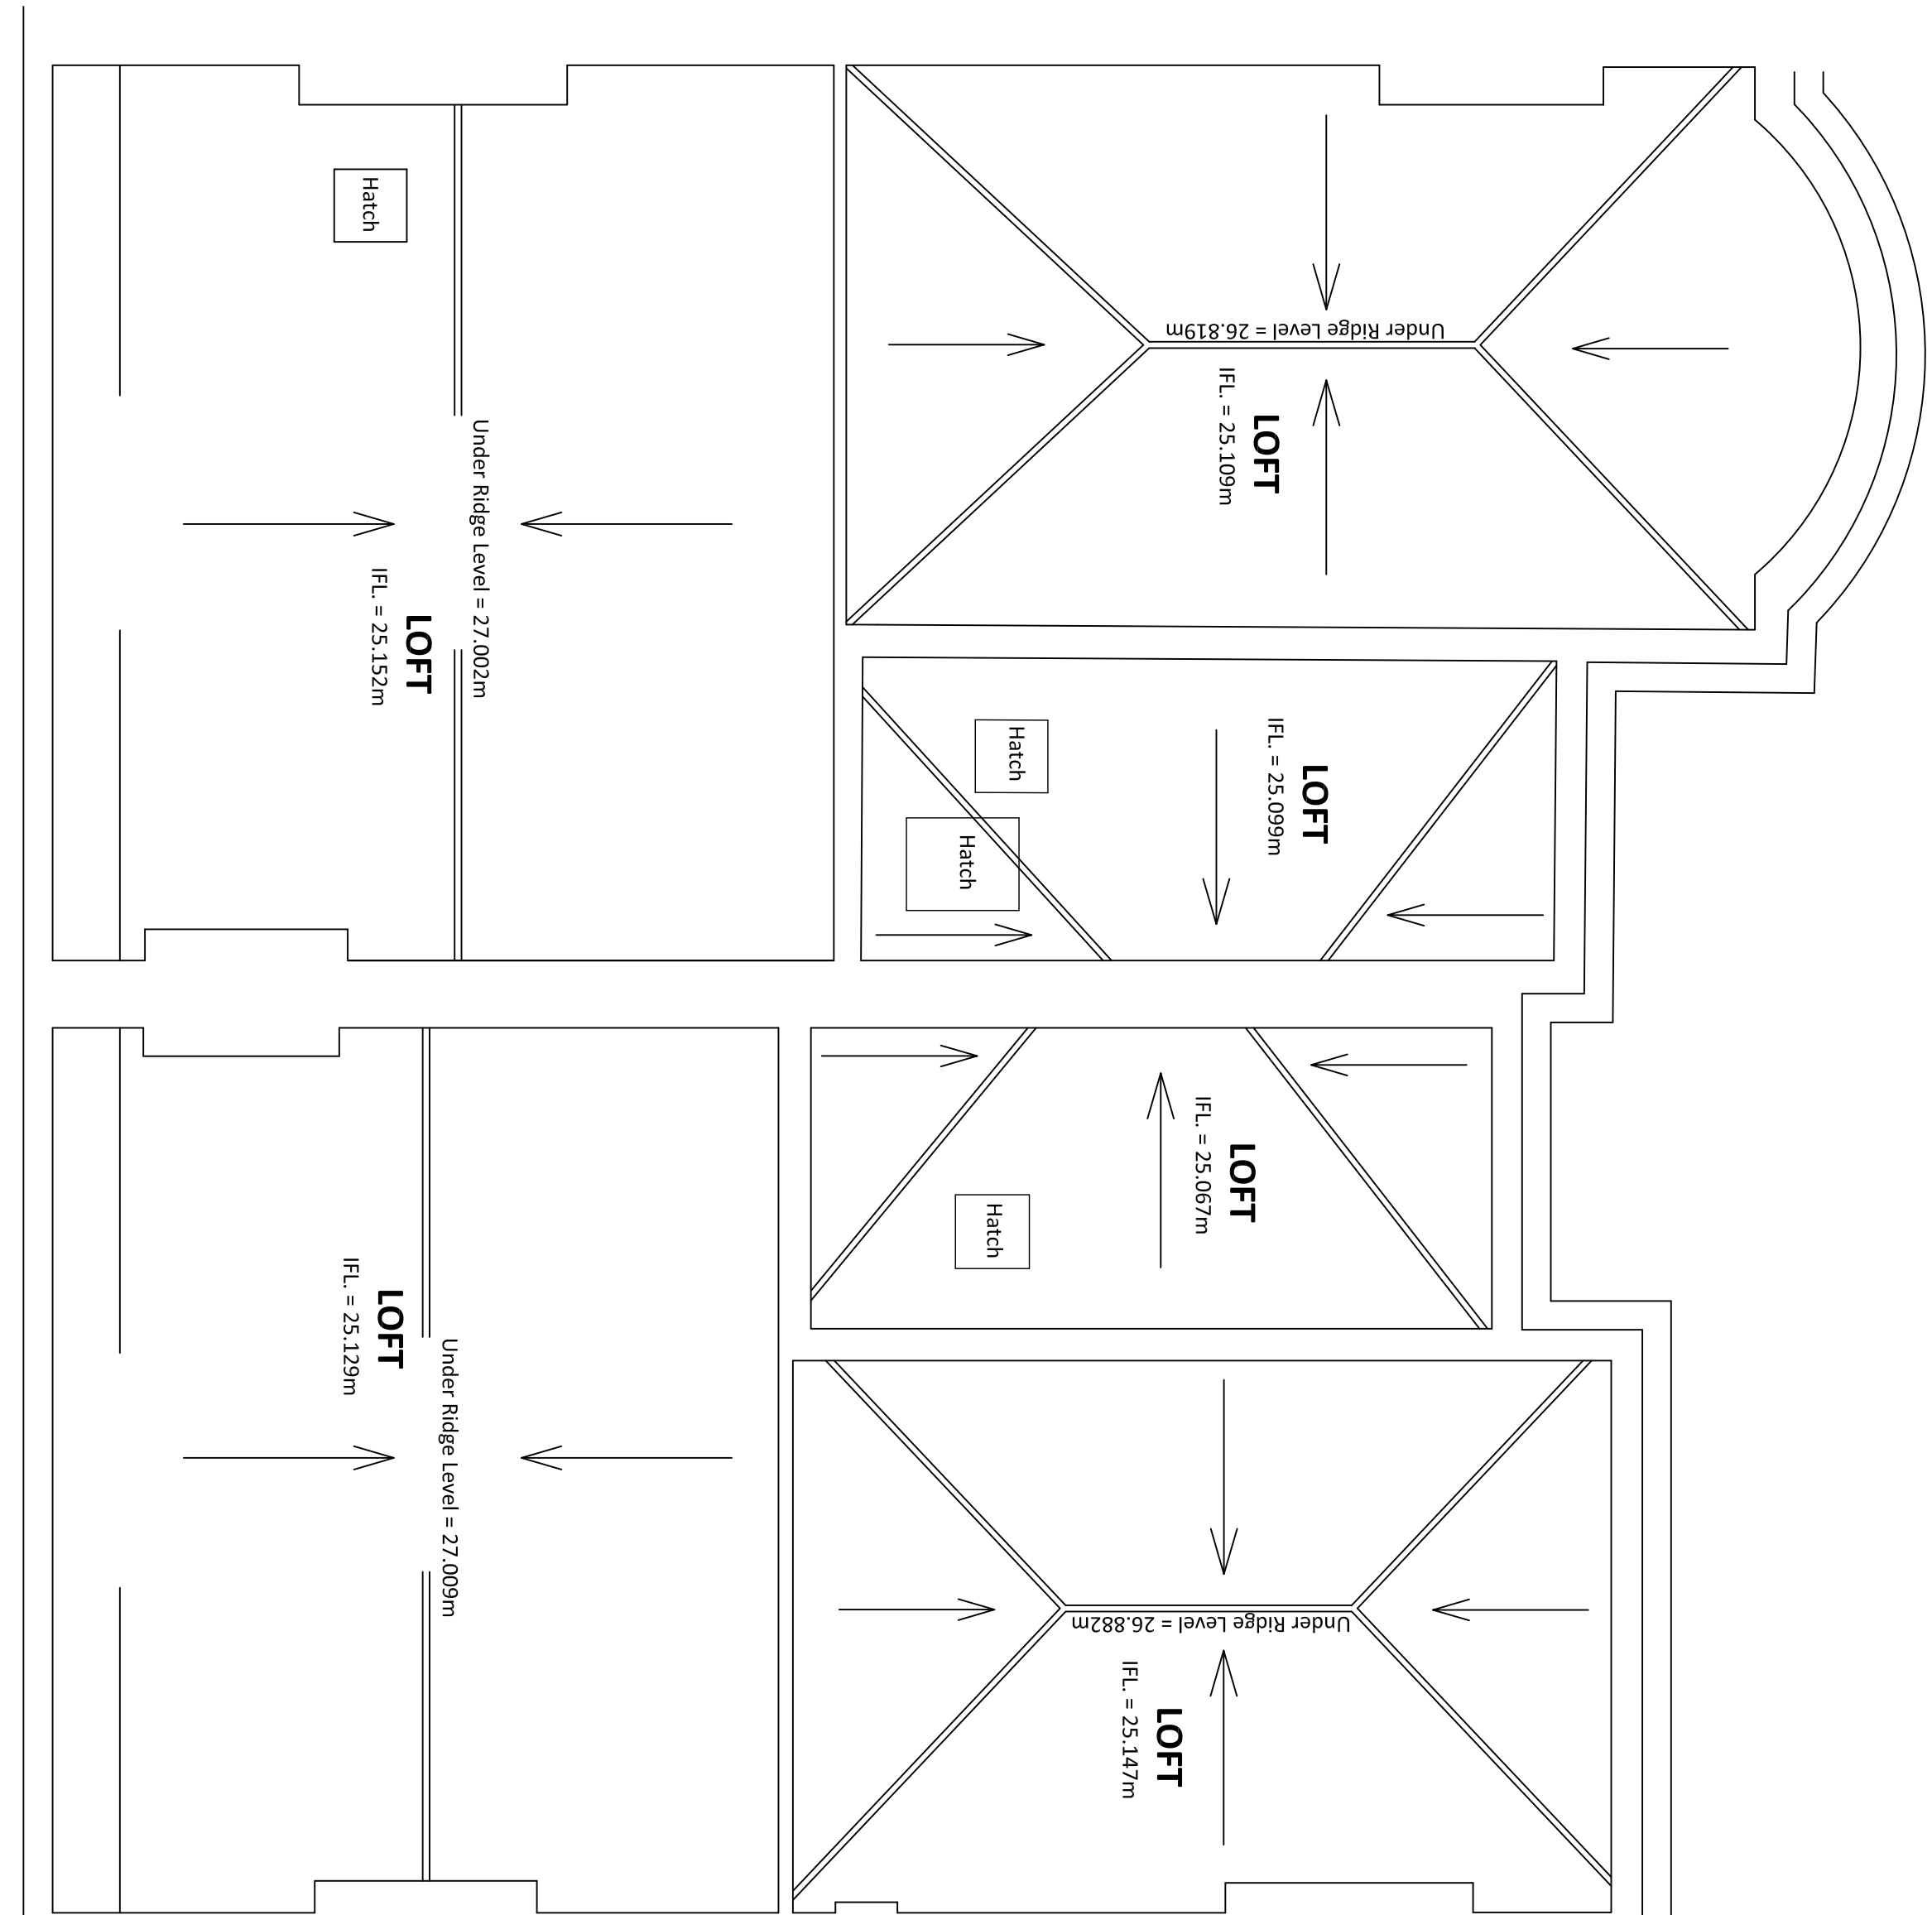 Hatch
Under Ridge Level = 27.002m
LOFT
IFL. = 25.152m
Under Ridge Level = 26.819m
LOFT
IFL. = 25.109m
LOFT
IFL. = 25.099m
Hatch
Hatch
LOFT
IFL. = 25.067m
Hatch
Under Ridge Level = 27.009m
LOFT
IFL. = 25.129m
Under Ridge Level = 26.882m
LOFT
IFL. = 25.147m